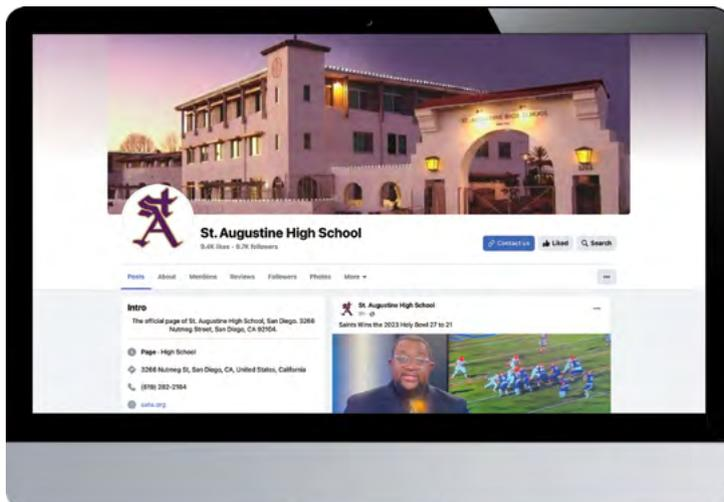 ST. AUGUSTINE HIGH SCHOOL
St. Augustine High School
9.4K likes • 9.7K followers
Contact us
Liked
Search
Posts
About
Mentions
Reviews
Followers
Photos
More
Intro
The official page of St. Augustine High School, San Diego. 3266
Nutmeg Street, San Diego, CA 92104.
Page · High School
3266 Nutmeg St, San Diego, CA, United States, California
(619) 282-2184
sahs.org
St. Augustine High School
Saints Wins the 2023 Holy Bowl 27 to 21